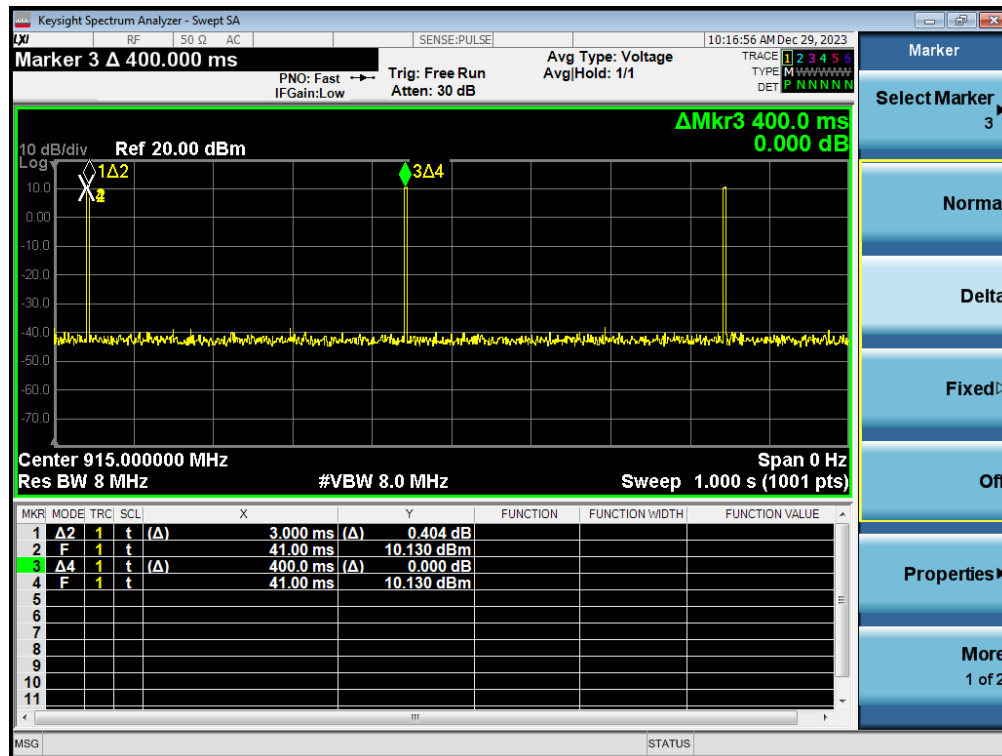 Keysight Spectrum Analyzer - Swept SA
LXI RF 50 Ω AC SENSE:PULSE 10:16:56 AM Dec 29, 2023
Marker 3 Δ 400.000 ms
PNO: Fast
IFGain:Low
Trig: Free Run
Atten: 30 dB
Avg Type: Voltage
Avg|Hold: 1/1
TRACE 1 2 3 4 5 6
TYPE M WWWWW
DET P N N N N N
ΔMkr3 400.0 ms
0.000 dB
10 dB/div Ref 20.00 dBm
Log
1Δ2
3Δ4
10.0
0.00
-10.0
-20.0
-30.0
-40.0
-50.0
-60.0
-70.0
Center 915.000000 MHz Span 0 Hz
Res BW 8 MHz #VBW 8.0 MHz Sweep 1.000 s (1001 pts)
MKR MODE TRC SCL X Y FUNCTION FUNCTION WIDTH FUNCTION VALUE
1 Δ2 1 t (Δ) 3.000 ms (Δ) 0.404 dB
2 F 1 t 41.00 ms 10.130 dBm
3 Δ4 1 t (Δ) 400.0 ms (Δ) 0.000 dB
4 F 1 t 41.00 ms 10.130 dBm
5
6
7
8
9
10
11
MSG STATUS
Marker
Select Marker
3
Norma
Delta
Fixed
Off
Properties
More
1 of 2